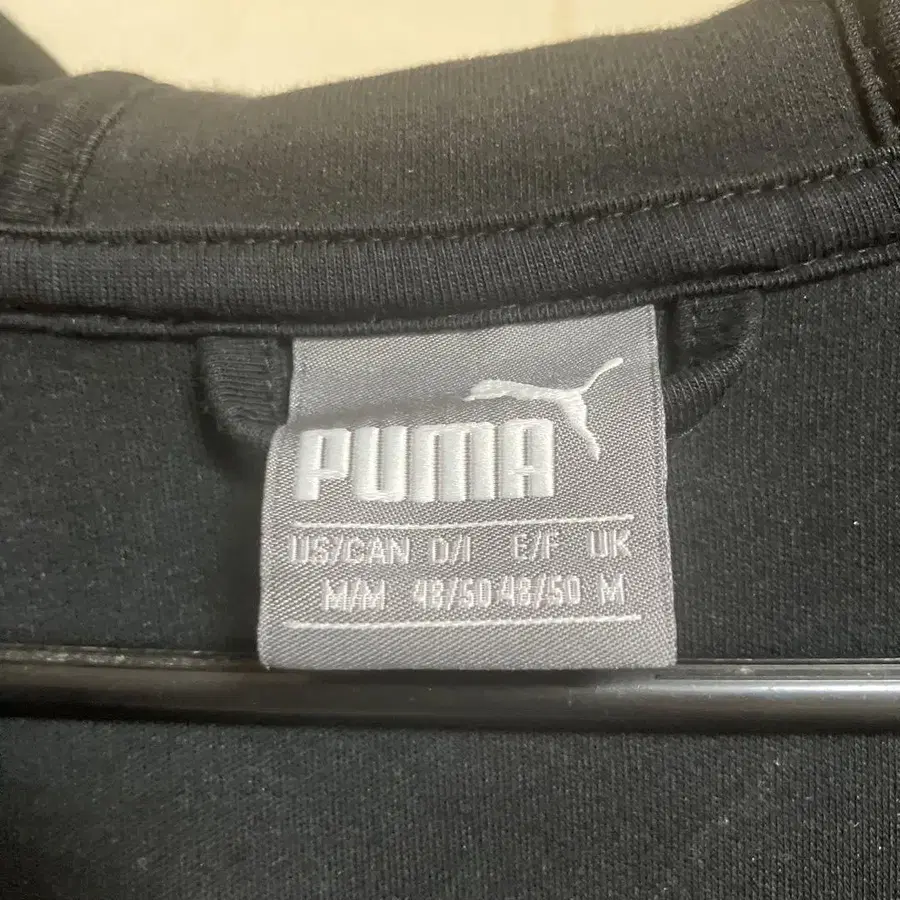 PUMA
US/CAN D/I E/F UK
M/M 48/50 48/50 M